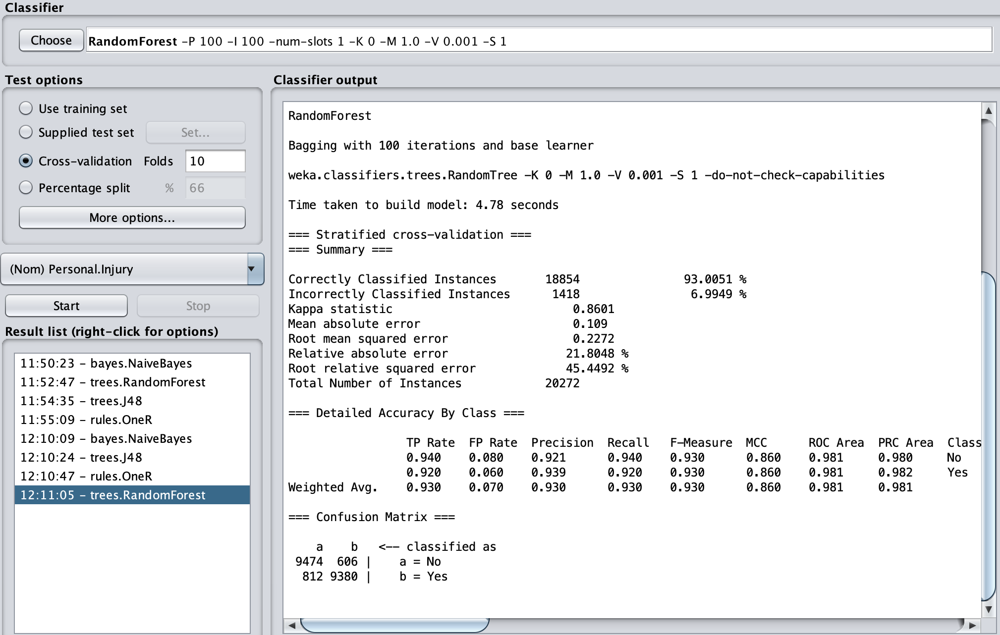 Classifier
Choose RandomForest -P 100 -I 100 -num-slots 1 -K 0 -M 1.0 -V 0.001 -S 1
Test options
Use training set
Supplied test set Set...
Cross-validation Folds 10
Percentage split % 66
More options...
(Nom) Personal.Injury
Start Stop
Result list (right-click for options)
11:50:23 - bayes.NaiveBayes
11:52:47 - trees.RandomForest
11:54:35 - trees.J48
11:55:09 - rules.OneR
12:10:09 - bayes.NaiveBayes
12:10:24 - trees.J48
12:10:47 - rules.OneR
12:11:05 - trees.RandomForest
Classifier output
RandomForest
Bagging with 100 iterations and base learner
weka.classifiers.trees.RandomTree -K 0 -M 1.0 -V 0.001 -S 1 -do-not-check-capabilities
Time taken to build model: 4.78 seconds
=== Stratified cross-validation ===
=== Summary ===
Correctly Classified Instances 18854 93.0051 %
Incorrectly Classified Instances 1418 6.9949 %
Kappa statistic 0.8601
Mean absolute error 0.109
Root mean squared error 0.2272
Relative absolute error 21.8048 %
Root relative squared error 45.4492 %
Total Number of Instances 20272
=== Detailed Accuracy By Class ===
TP Rate FP Rate Precision Recall F-Measure MCC ROC Area PRC Area Class
0.940 0.080 0.921 0.940 0.930 0.860 0.981 0.980 No
0.920 0.060 0.939 0.920 0.930 0.860 0.981 0.982 Yes
Weighted Avg. 0.930 0.070 0.930 0.930 0.930 0.860 0.981 0.981
=== Confusion Matrix ===
a b <-- classified as
9474 606 | a = No
812 9380 | b = Yes